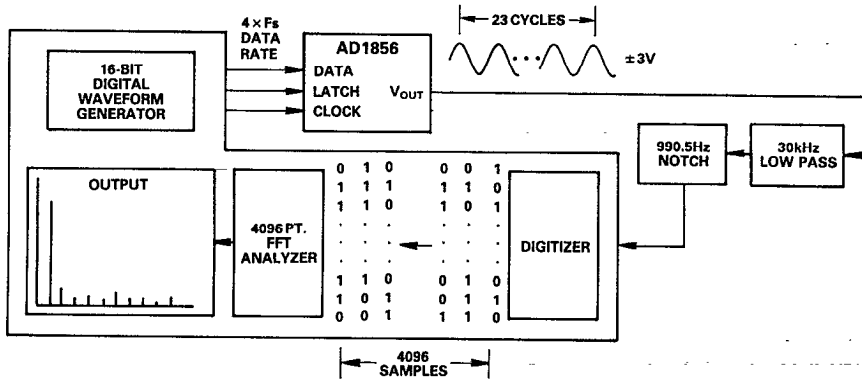 4 × Fs
DATA
RATE
23 CYCLES
AD1856
DATA
LATCH
CLOCK
VOUT
±3V
16-BIT
DIGITAL
WAVEFORM
GENERATOR
990.5Hz
NOTCH
30kHz
LOW PASS
OUTPUT
4096 PT.
FFT
ANALYZER
0 1 0 0 0 1
1 1 1 1 1 0
1 1 0 1 0 1
1 1 0 0 1 0
1 0 1 0 1 1
0 0 1 1 1 0
DIGITIZER
4096
SAMPLES